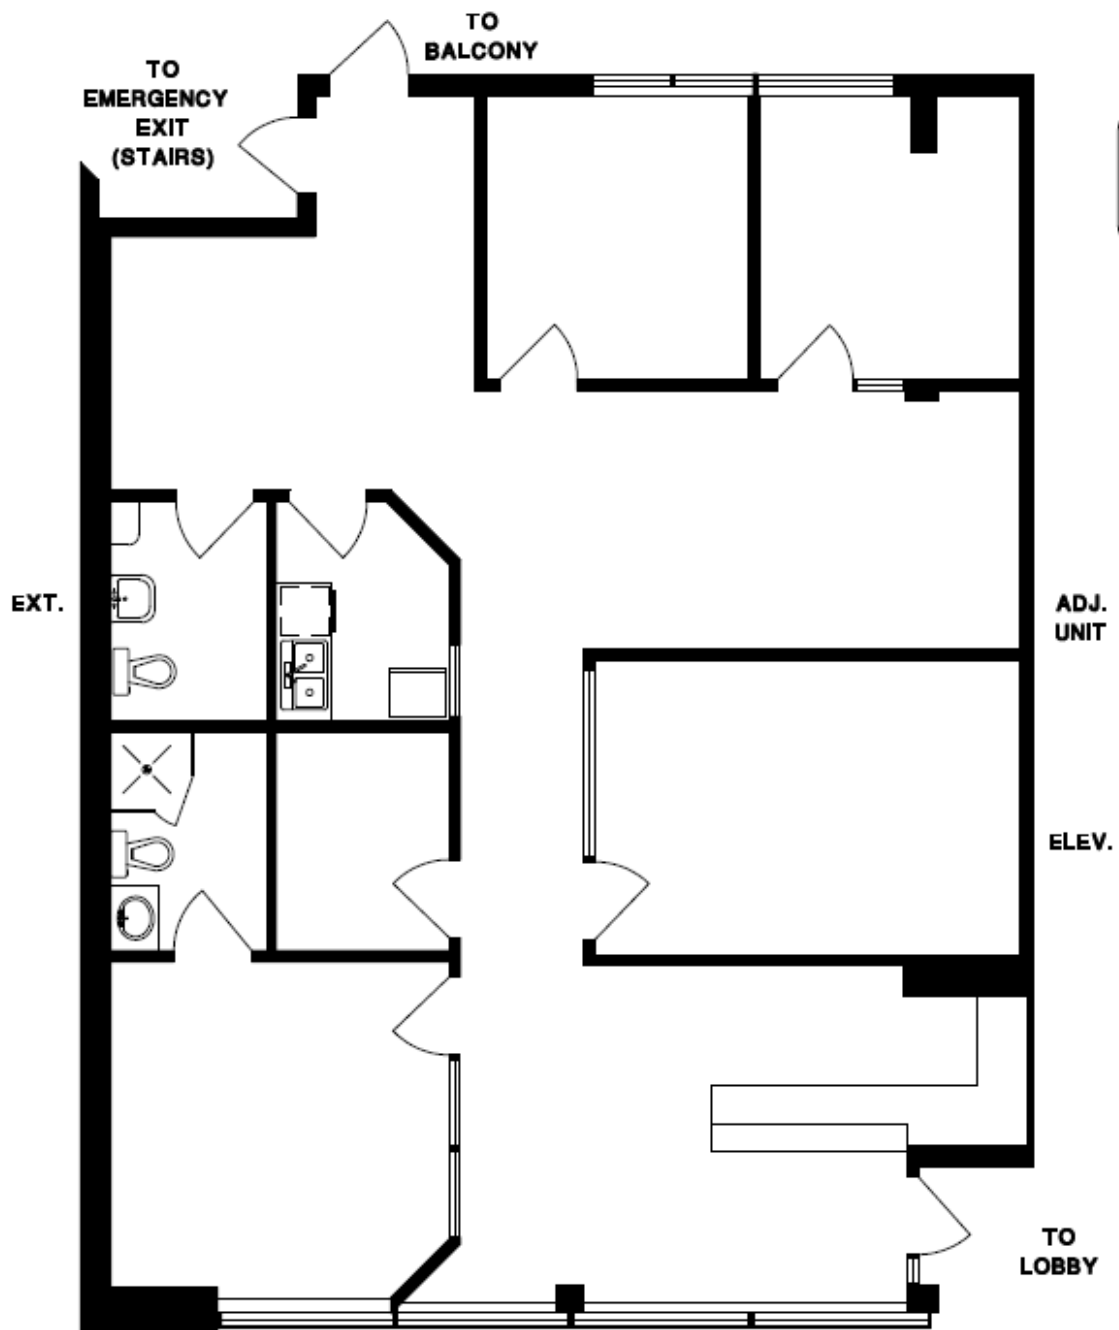 TO
BALCONY
TO
EMERGENCY
EXIT
(STAIRS)
EXT.
ADJ.
UNIT
ELEV.
TO
LOBBY